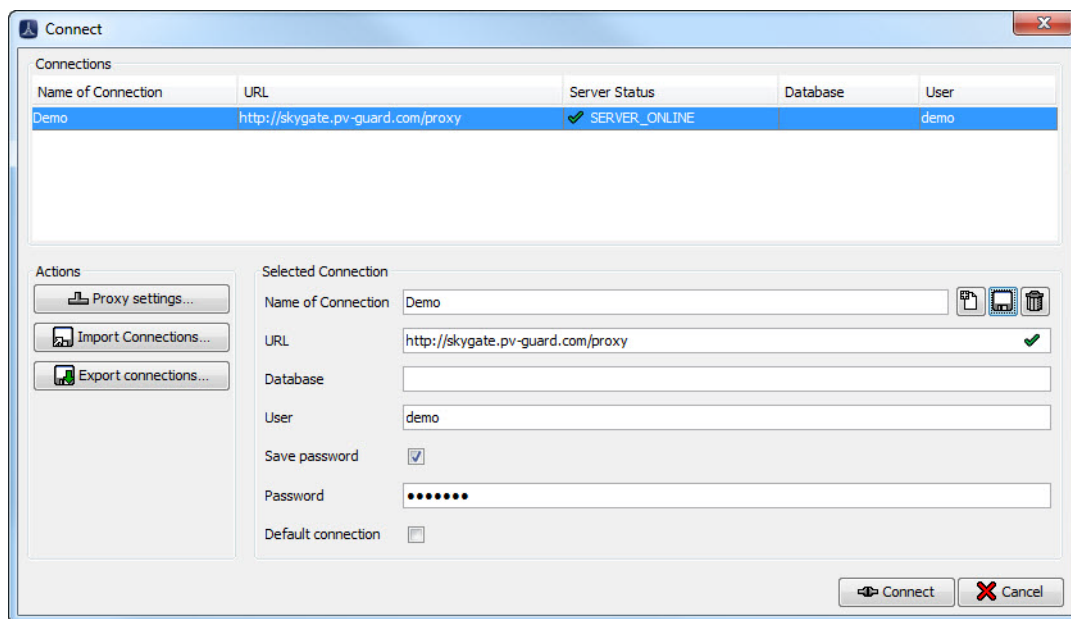 Connect
Connections
Name of Connection URL Server Status Database User
Demo http://skygate.pv-guard.com/proxy SERVER_ONLINE demo
Actions
Proxy settings...
Import Connections...
Export connections...
Selected Connection
Name of Connection Demo
URL http://skygate.pv-guard.com/proxy
Database
User demo
Save password
Password •••••••
Default connection
Connect Cancel